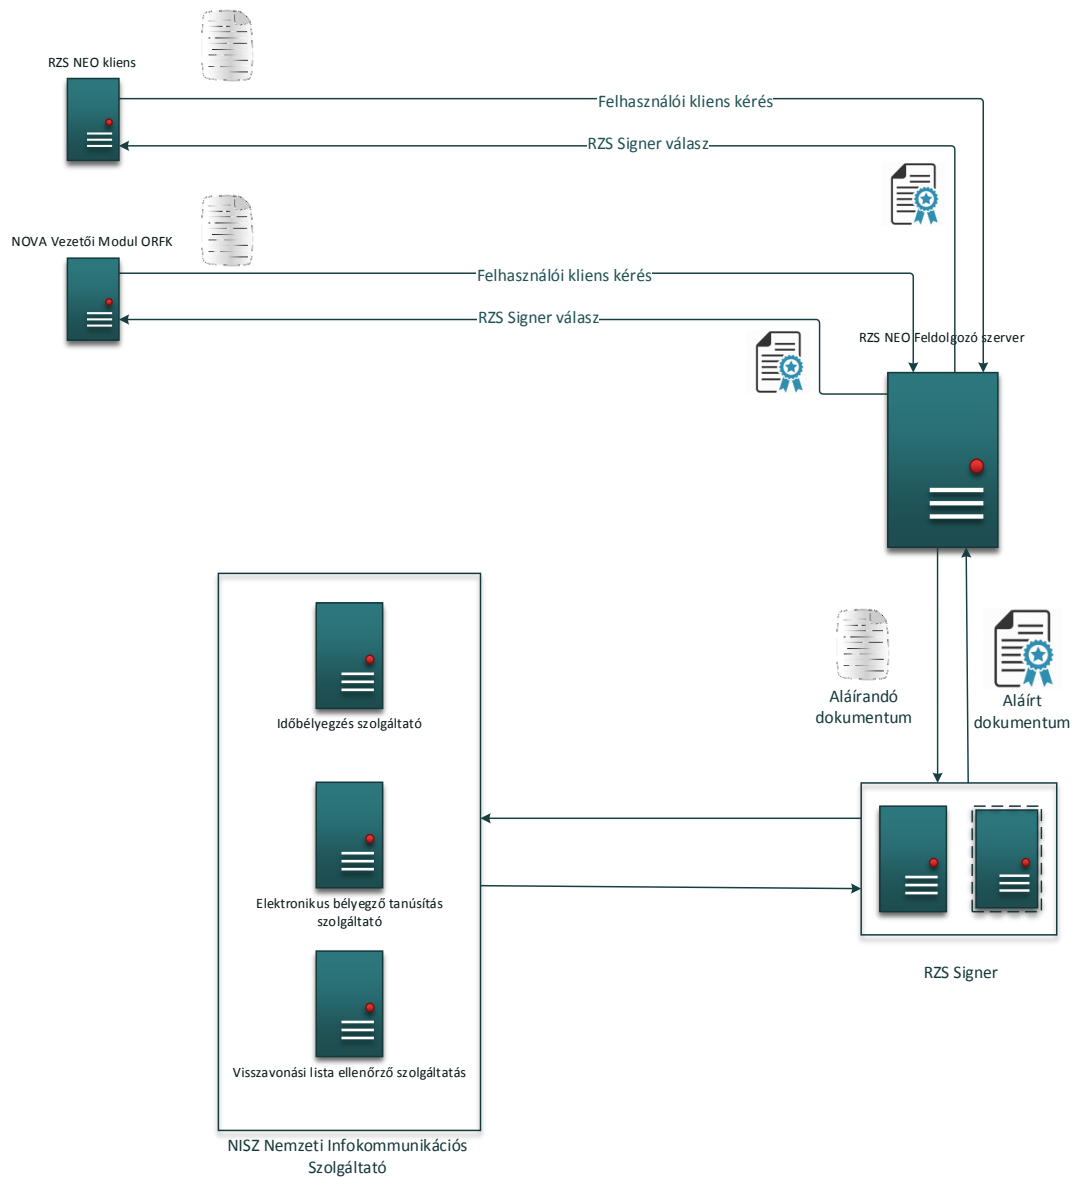 RZS NEO kliens
Felhasználói kliens kérés
RZS Signer válasz
NOVA Vezetői Modul ORFK
Felhasználói kliens kérés
RZS Signer válasz
RZS NEO Feldolgozó szerver
Aláírandó
dokumentum
Aláírt
dokumentum
Időbélyegzés szolgáltató
Elektronikus bélyegző tanúsítás
szolgáltató
RZS Signer
Visszavonási lista ellenőrző szolgáltatás
NISZ Nemzeti Infokommunikációs
Szolgáltató